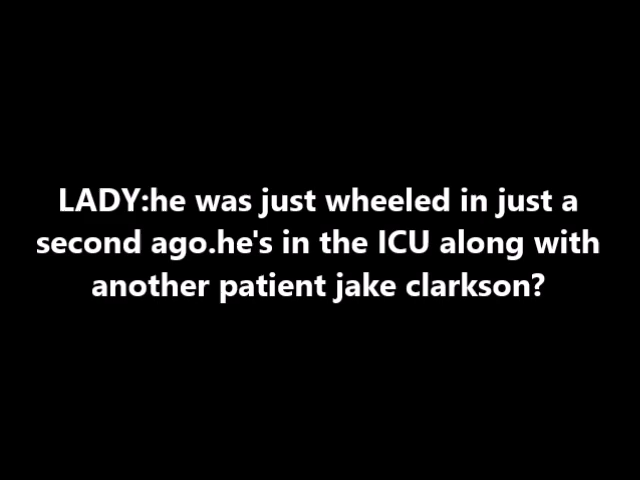 LADY:he was just wheeled in just a
second ago.he's in the ICU along with
another patient jake clarkson?